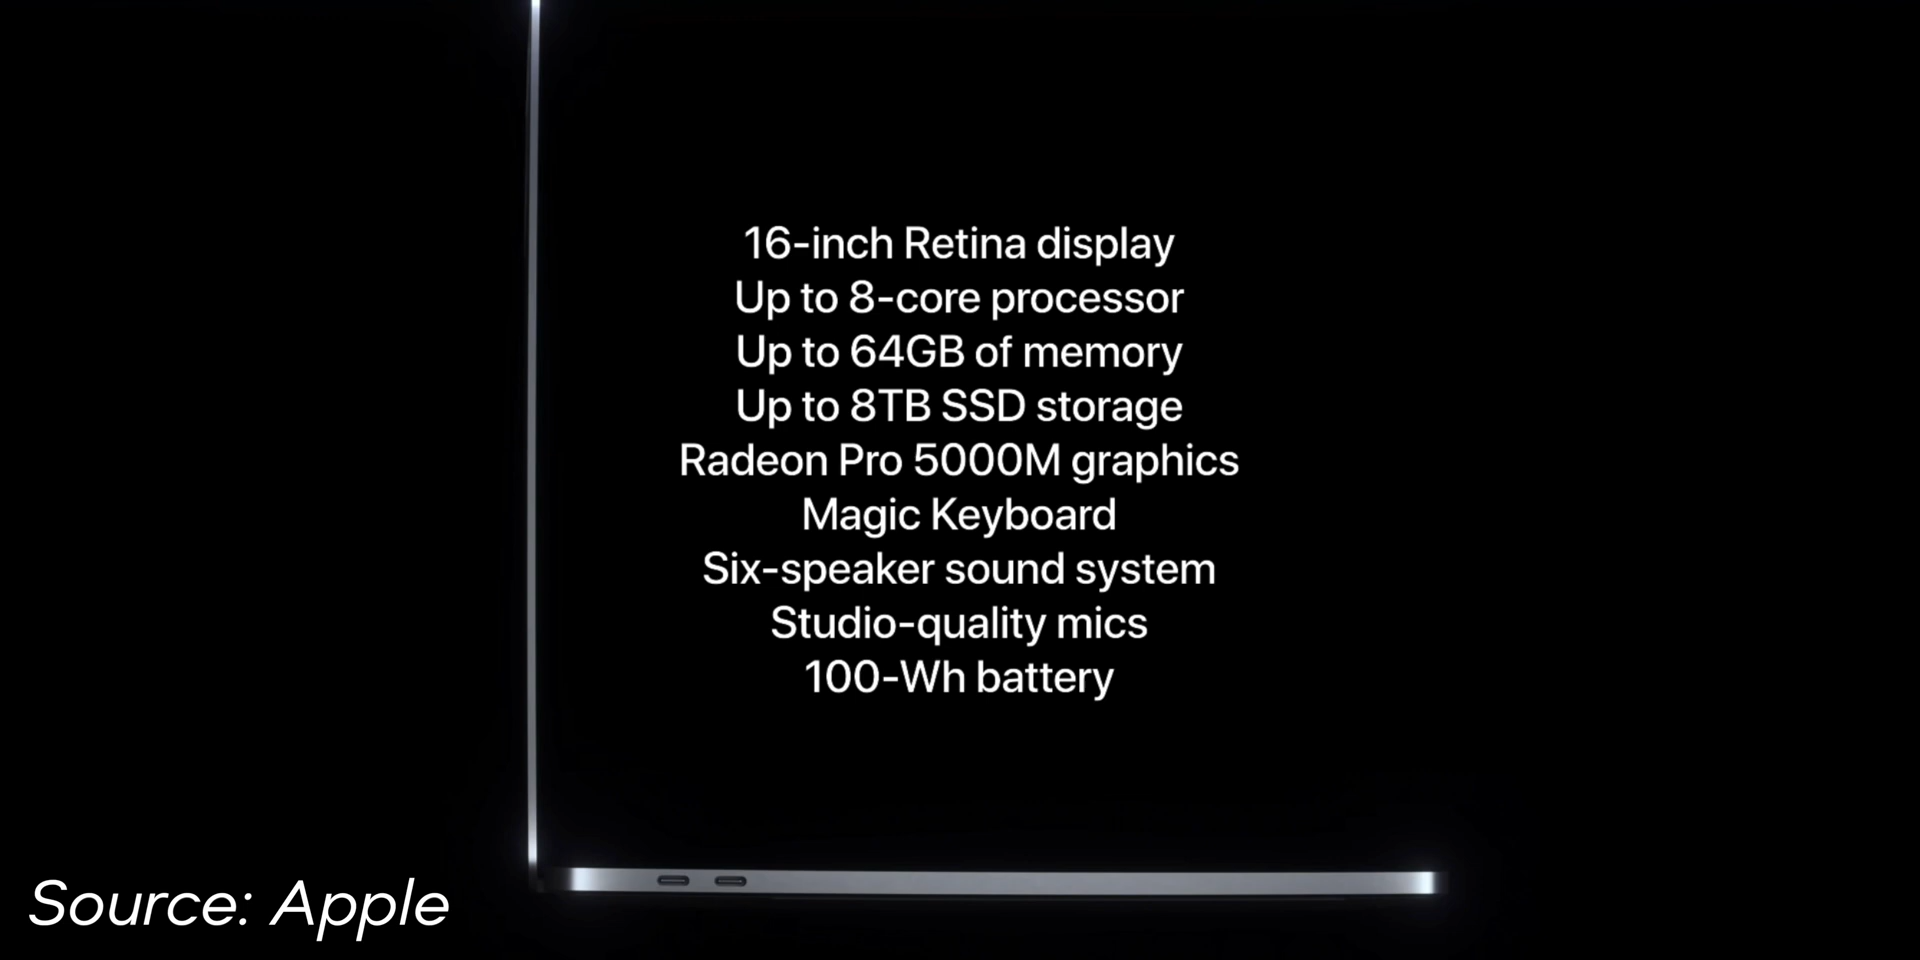 16-inch Retina display
Up to 8-core processor
Up to 64GB of memory
Up to 8TB SSD storage
Radeon Pro 5000M graphics
Magic Keyboard
Six-speaker sound system
Studio-quality mics
100-Wh battery
Source: Apple